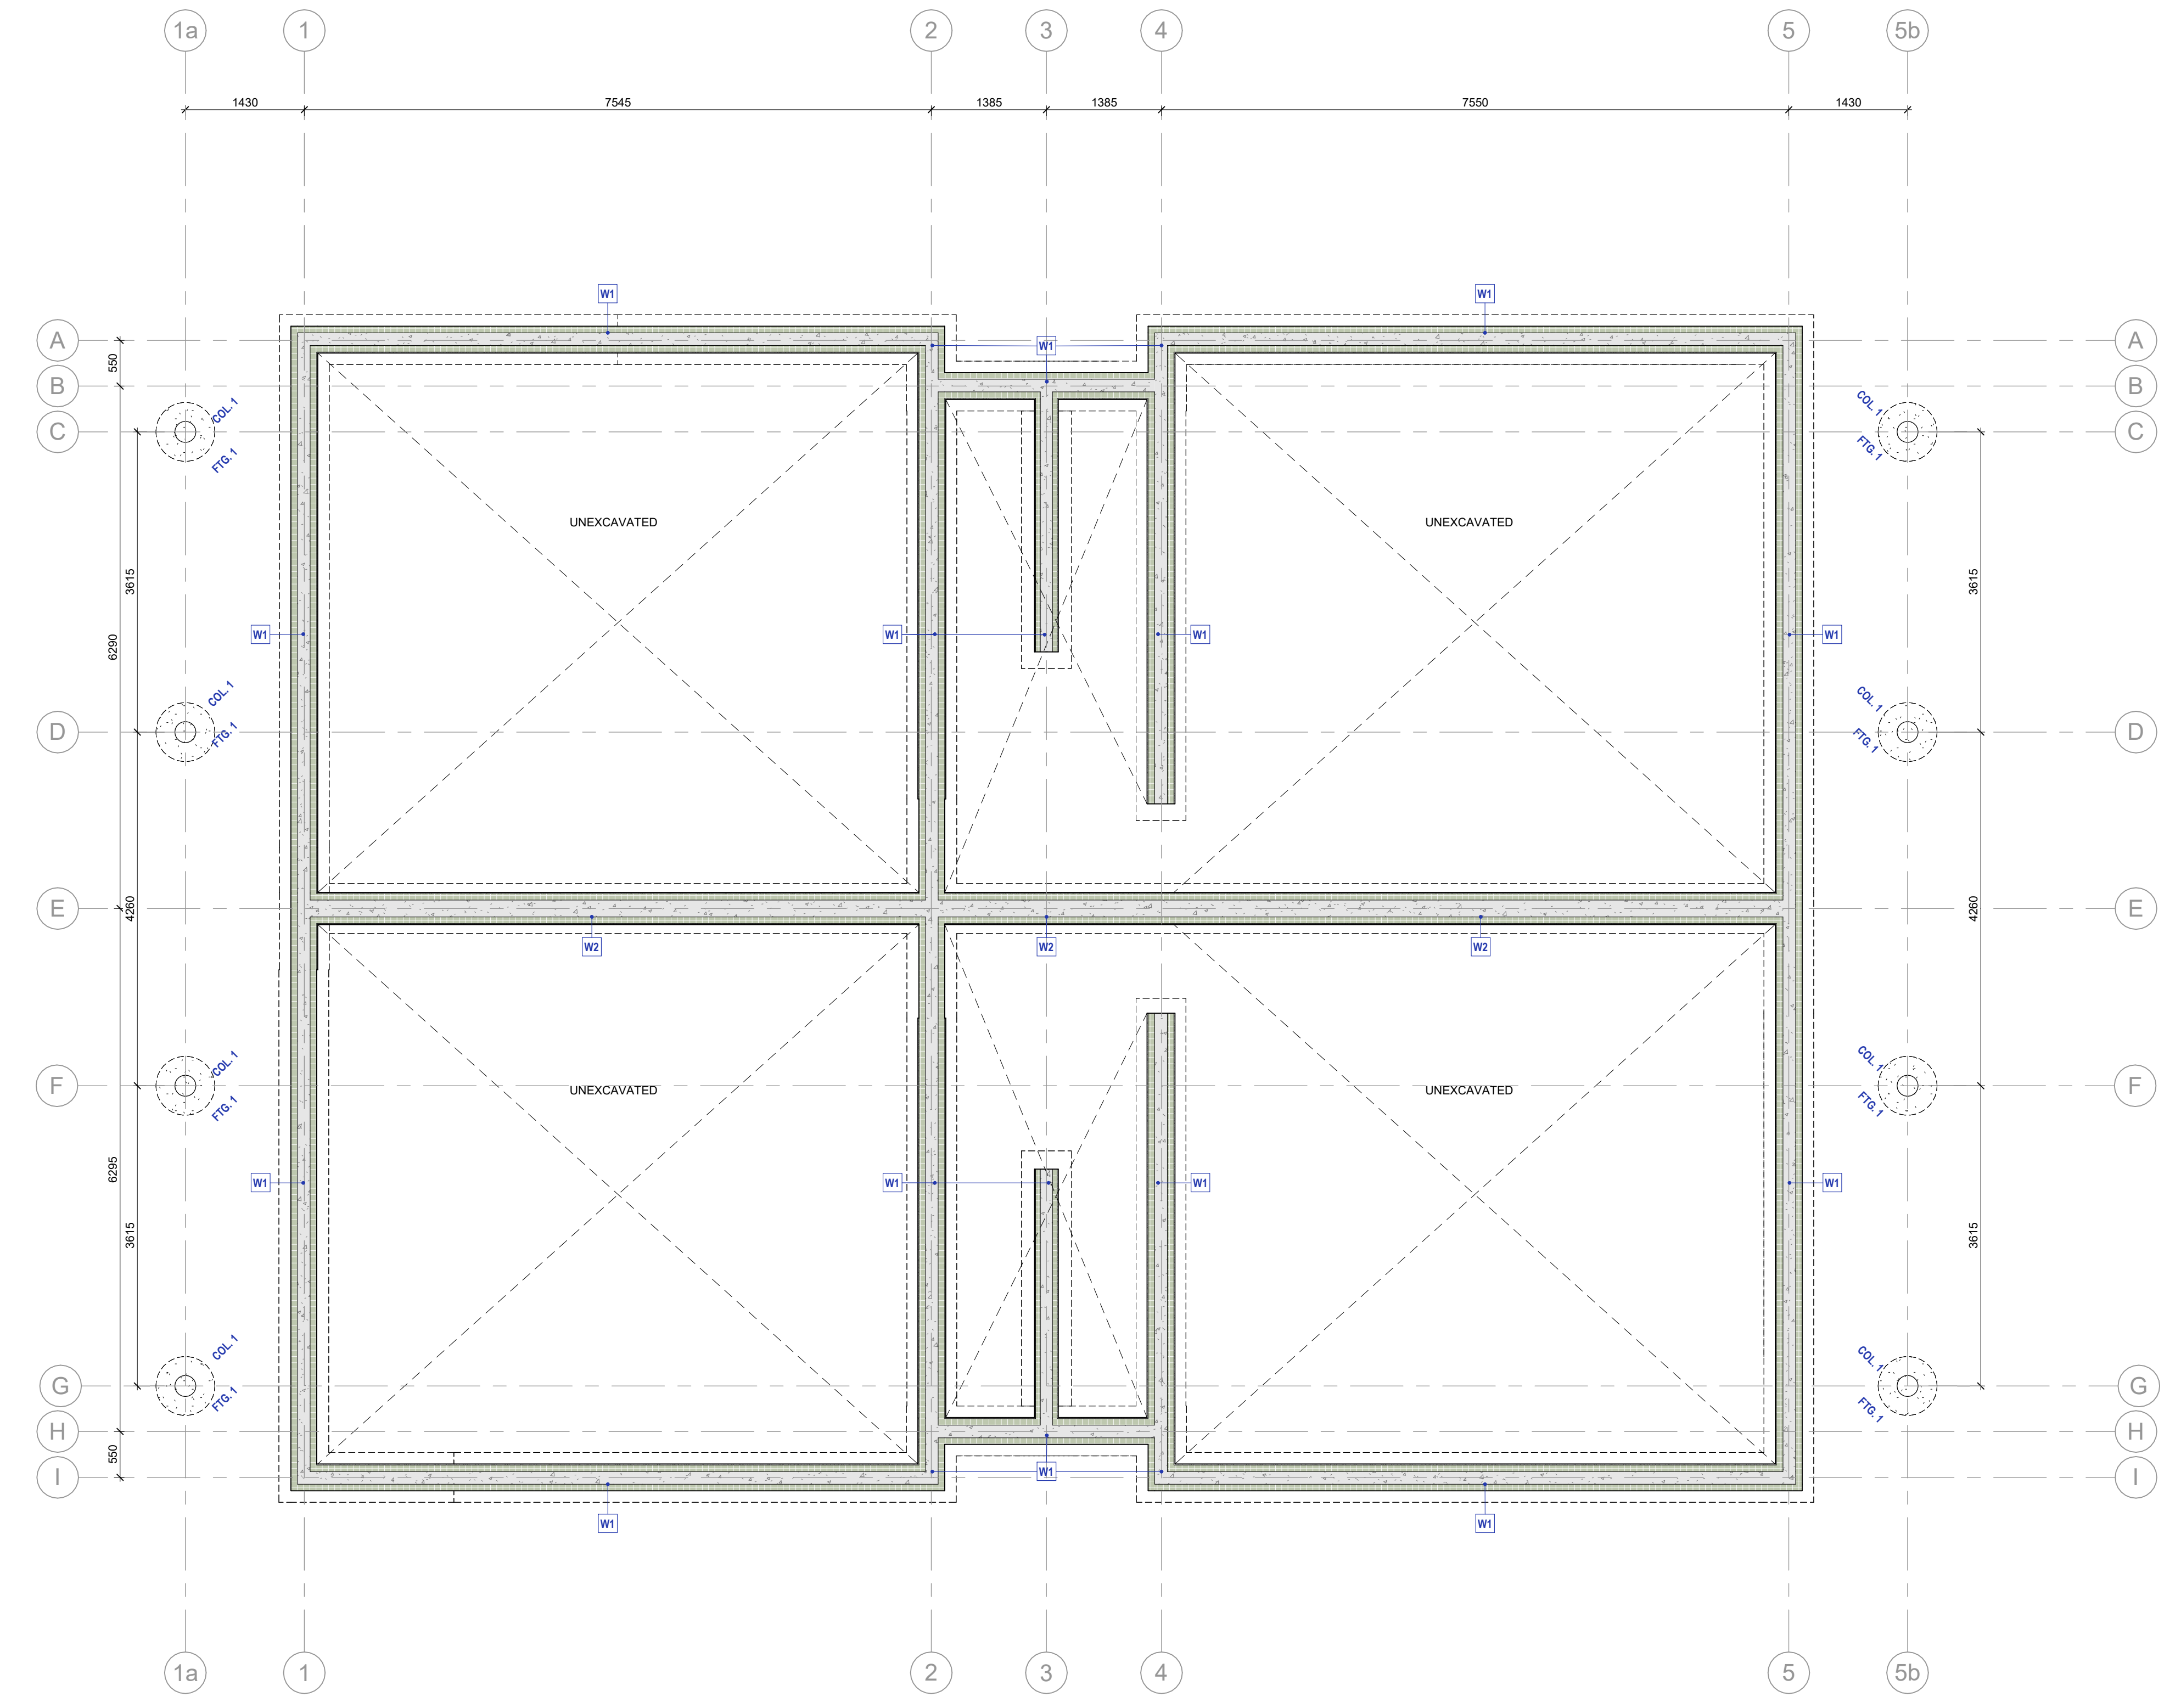 1a 1 2 3 4 5 5b
1430 7545 1385 1385 7550 1430
W1 W1
A W1 A
550
B B
COL. 1 COL. 1
C C
FTG. 1 FTG. 1
UNEXCAVATED UNEXCAVATED
3615 3615
6290 W1 W1 W1 W1
COL. 1 COL. 1
D D
FTG. 1 FTG. 1
E 4260 4260 E
W2 W2 W2
COL. 1 COL. 1
F UNEXCAVATED UNEXCAVATED F
FTG. 1 FTG. 1
6295 W1 W1 W1 W1
3615 3615
COL. 1 COL. 1
G G
FTG. 1 FTG. 1
H H
550
I W1 I
W1 W1
1a 1 2 3 4 5 5b